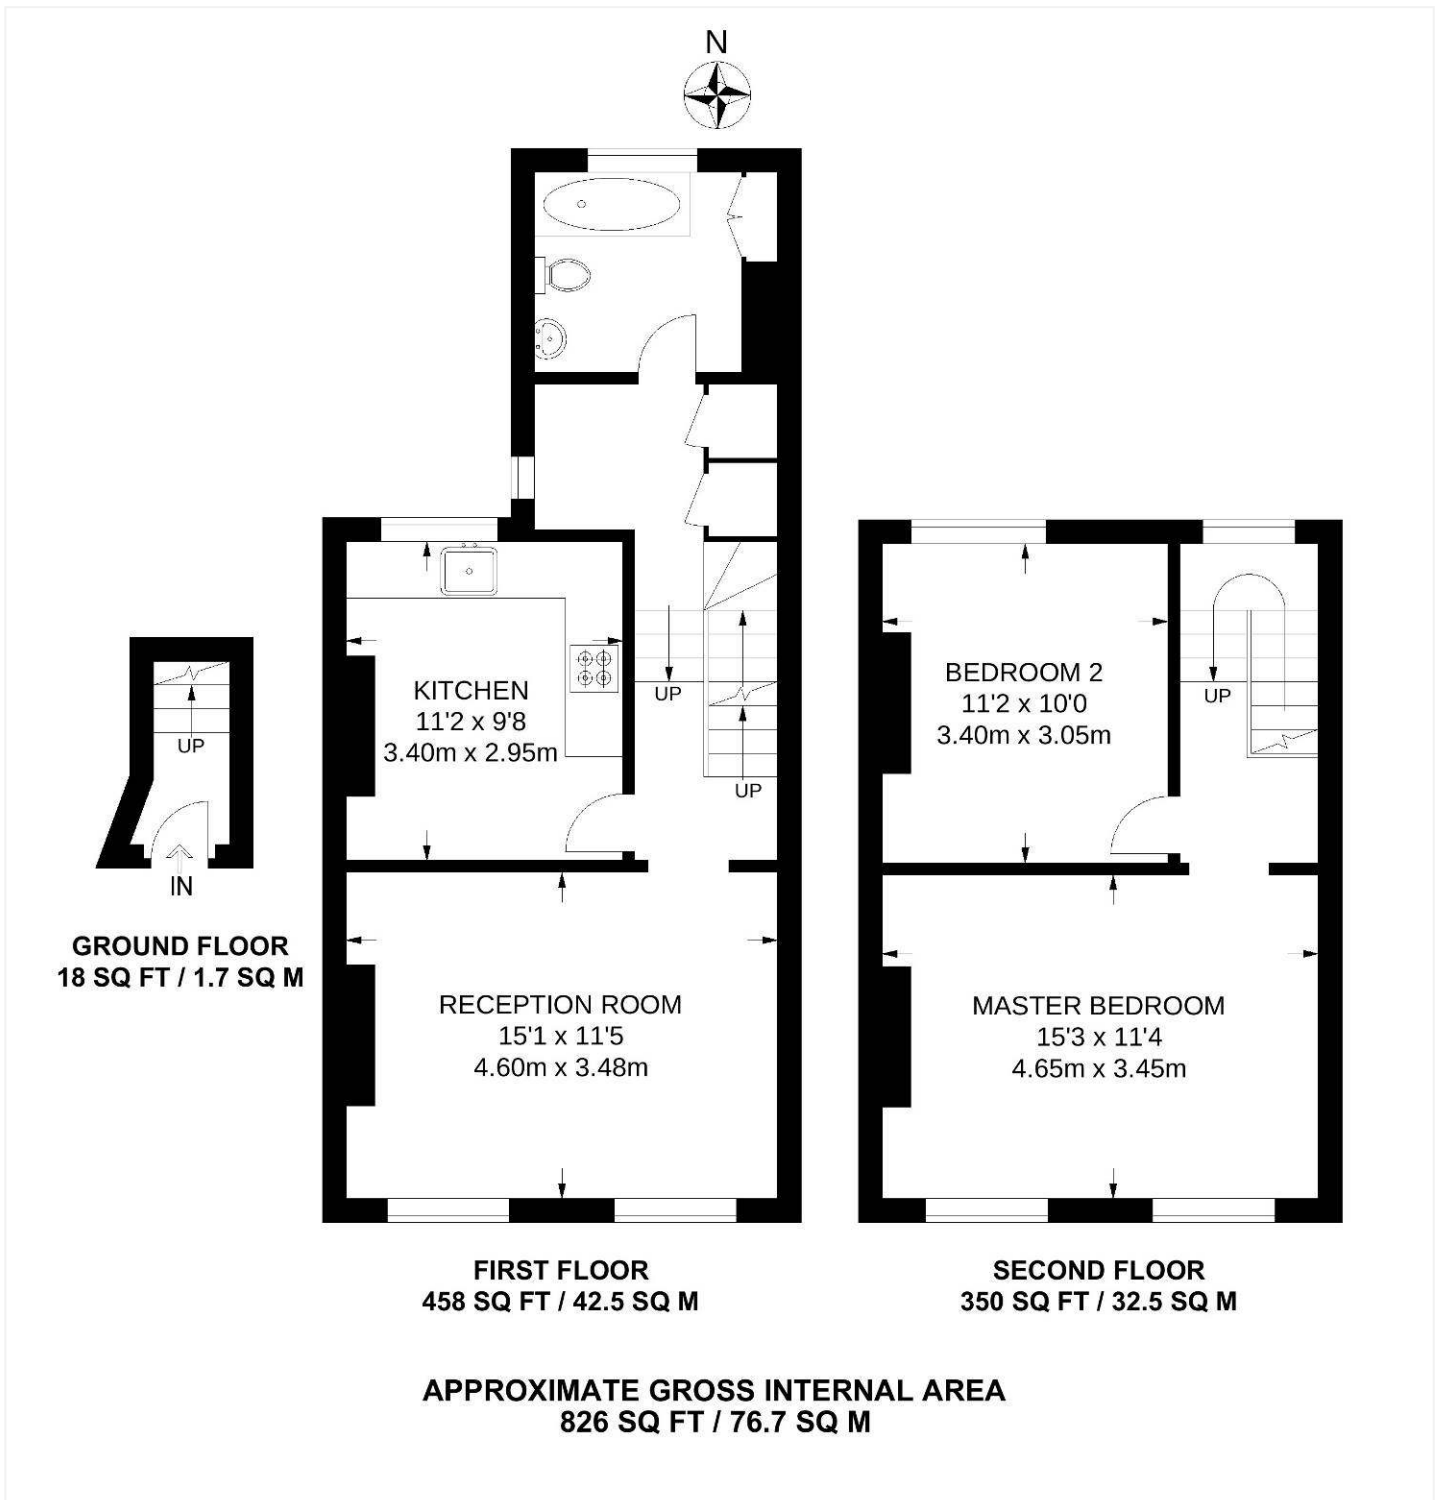 N
UP
IN
GROUND FLOOR
18 SQ FT / 1.7 SQ M
KITCHEN
11'2 x 9'8
3.40m x 2.95m
UP
UP
RECEPTION ROOM
15'1 x 11'5
4.60m x 3.48m
FIRST FLOOR
458 SQ FT / 42.5 SQ M
BEDROOM 2
11'2 x 10'0
3.40m x 3.05m
UP
MASTER BEDROOM
15'3 x 11'4
4.65m x 3.45m
SECOND FLOOR
350 SQ FT / 32.5 SQ M
APPROXIMATE GROSS INTERNAL AREA
826 SQ FT / 76.7 SQ M